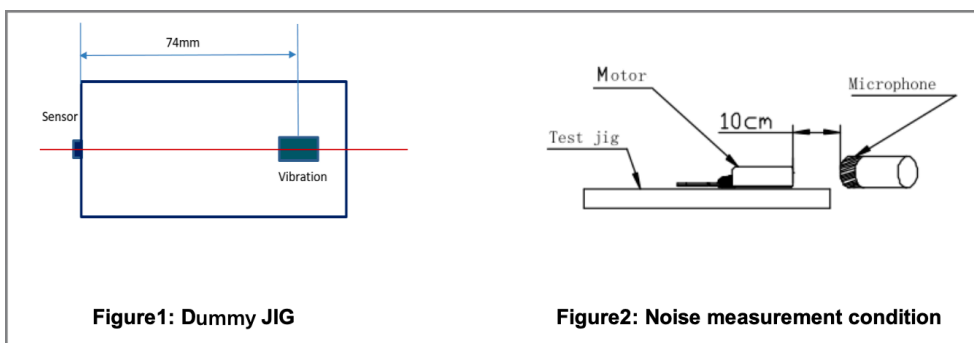 74mm
Sensor
Vibration
Figure1: Dummy JIG
Motor
Microphone
10cm
Test jig
Figure2: Noise measurement condition